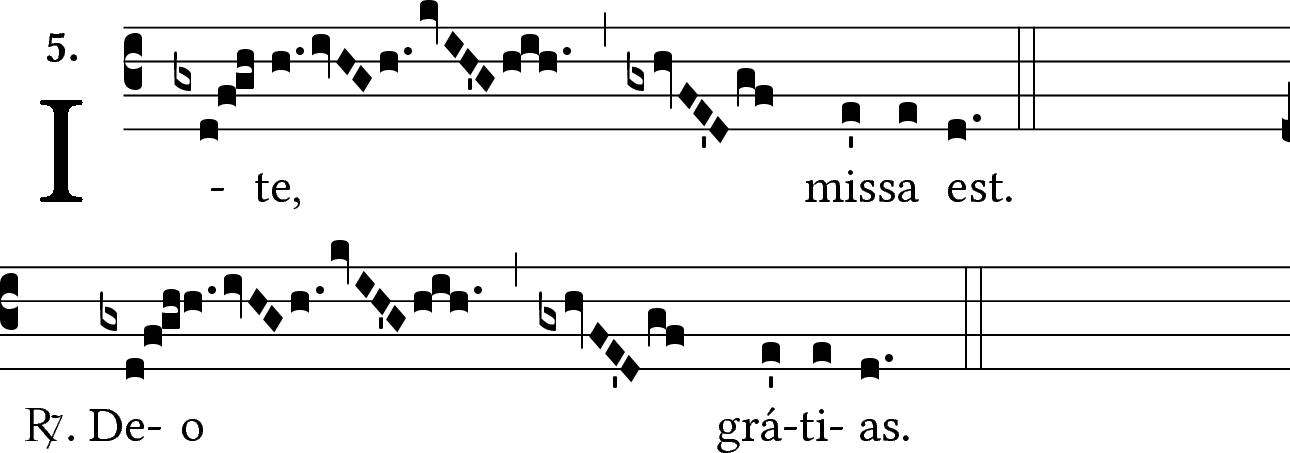 5.
I - te, missa est.
℟. De- o grá-ti- as.